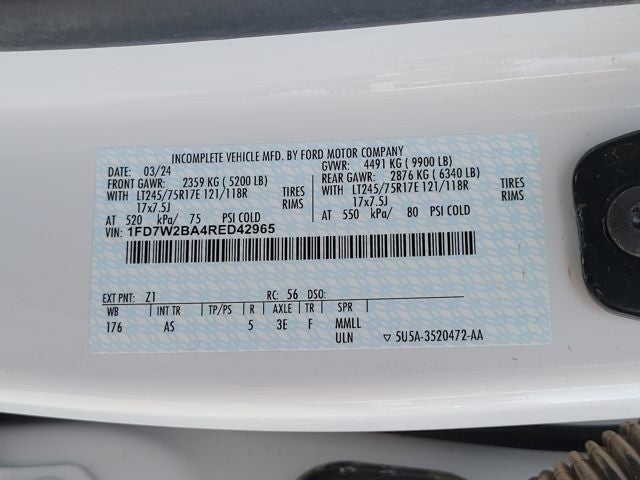 INCOMPLETE VEHICLE MFD. BY FORD MOTOR COMPANY
DATE: 03/24 GVWR: 4491 KG ( 9900 LB)
FRONT GAWR: 2359 KG ( 5200 LB) REAR GAWR: 2876 KG ( 6340 LB)
WITH LT245/75R17E 121/118R TIRES WITH LT245/75R17E 121/118R TIRES
17x7.5J RIMS 17x7.5J RIMS
AT 520 kPa/ 75 PSI COLD AT 550 kPa/ 80 PSI COLD
VIN: 1FD7W2BA4RED42965
EXT PNT: Z1 RC: 56 DSO:
WB INT TR TP/PS R AXLE TR SPR
176 AS 5 3E F MMLL
ULN ▽ 5U5A-3520472-AA